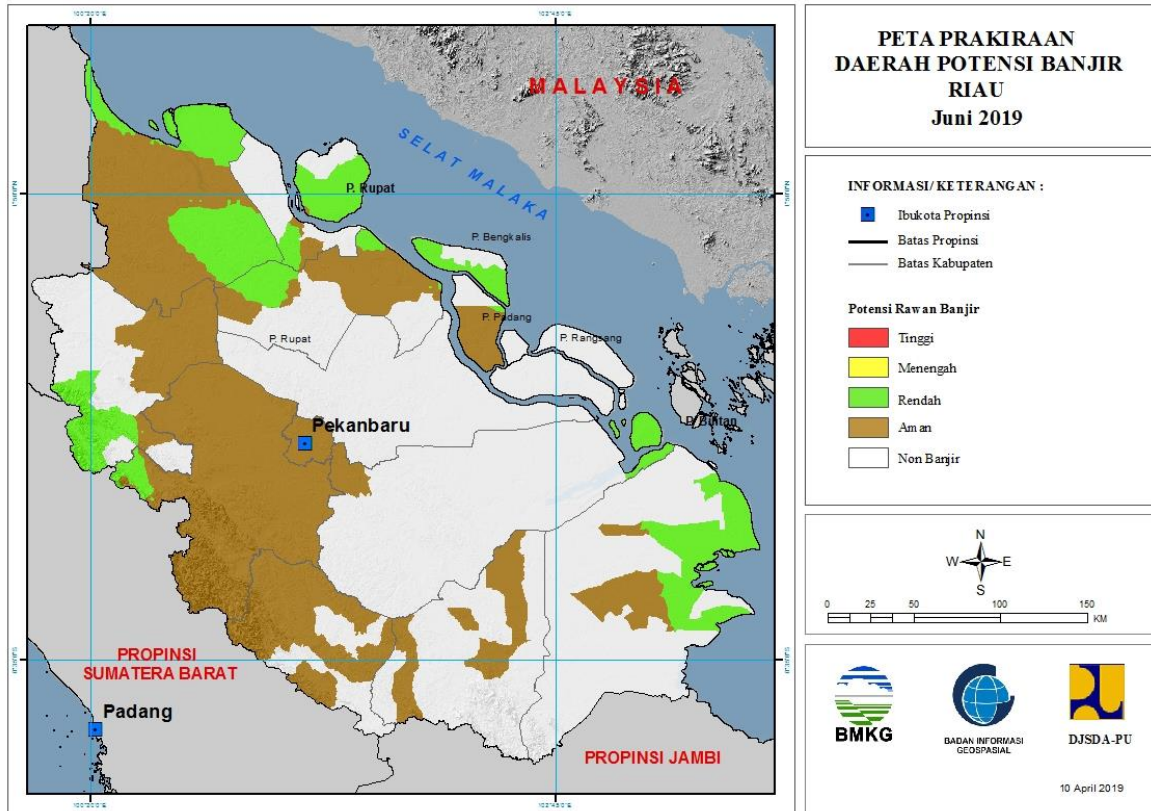 PETA PRAKIRAAN
DAERAH POTENSI BANJIR
RIAU
Juni 2019
INFORMASI/KETERANGAN :
Ibukota Propinsi
Batas Propinsi
Batas Kabupaten
Potensi Rawan Banjir
Tinggi
Menengah
Rendah
Aman
Non Banjir
N
W E
S
0 25 50 100 150
KM
BMKG
BADAN INFORMASI
GEOSPASIAL
DJSDA-PU
10 April 2019
MALAYSIA
SELAT MALAKA
P. Rupat
P. Bengkalis
P. Padang
P. Rupat
P. Rangsang
P. Bintan
Pekanbaru
PROPINSI
SUMATERA BARAT
Padang
PROPINSI JAMBI